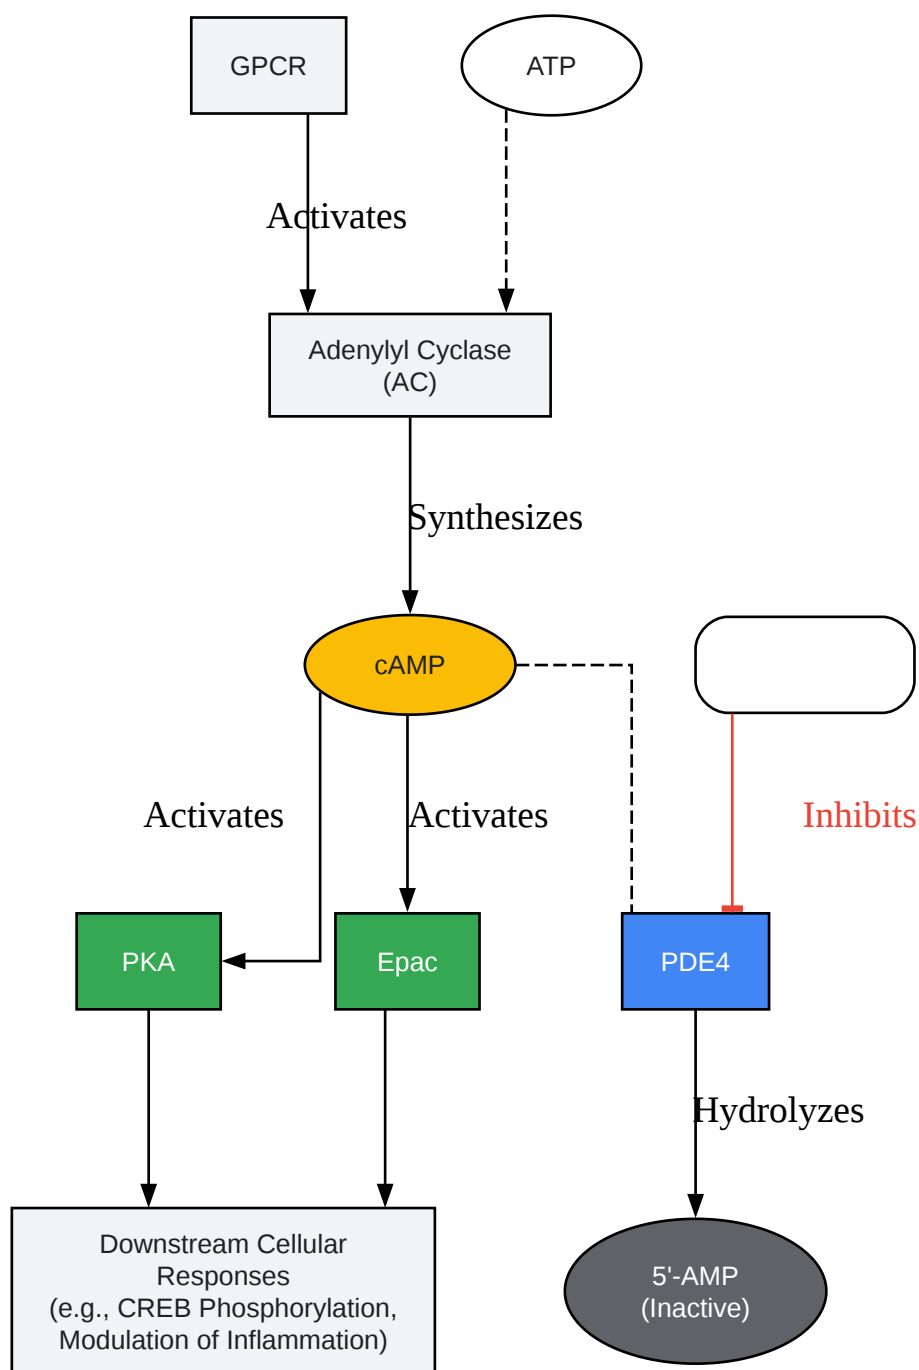 GPCR
ATP
Activates
Adenylyl Cyclase
(AC)
Synthesizes
cAMP
Activates
Activates
Inhibits
PKA
Epac
PDE4
Hydrolyzes
Downstream Cellular
Responses
(e.g., CREB Phosphorylation,
Modulation of Inflammation)
5'-AMP
(Inactive)